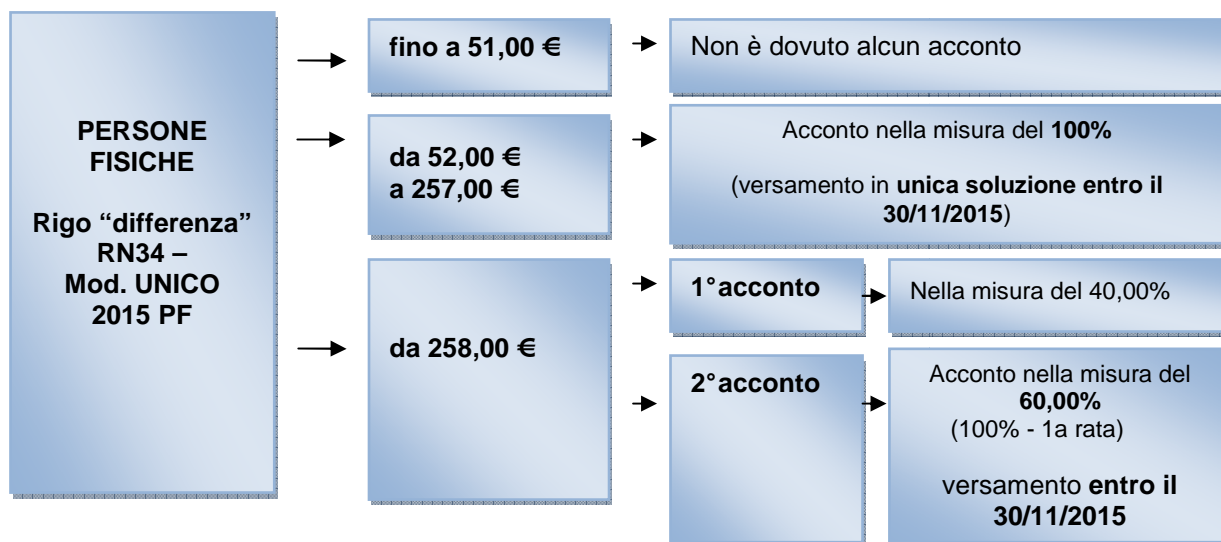 PERSONE
FISICHE
Rigo “differenza”
RN34 –
Mod. UNICO
2015 PF
fino a 51,00 €
Non è dovuto alcun acconto
da 52,00 €
a 257,00 €
Acconto nella misura del 100%
(versamento in unica soluzione entro il
30/11/2015)
da 258,00 €
1°acconto
Nella misura del 40,00%
2°acconto
Acconto nella misura del
60,00%
(100% - 1a rata)
versamento entro il
30/11/2015